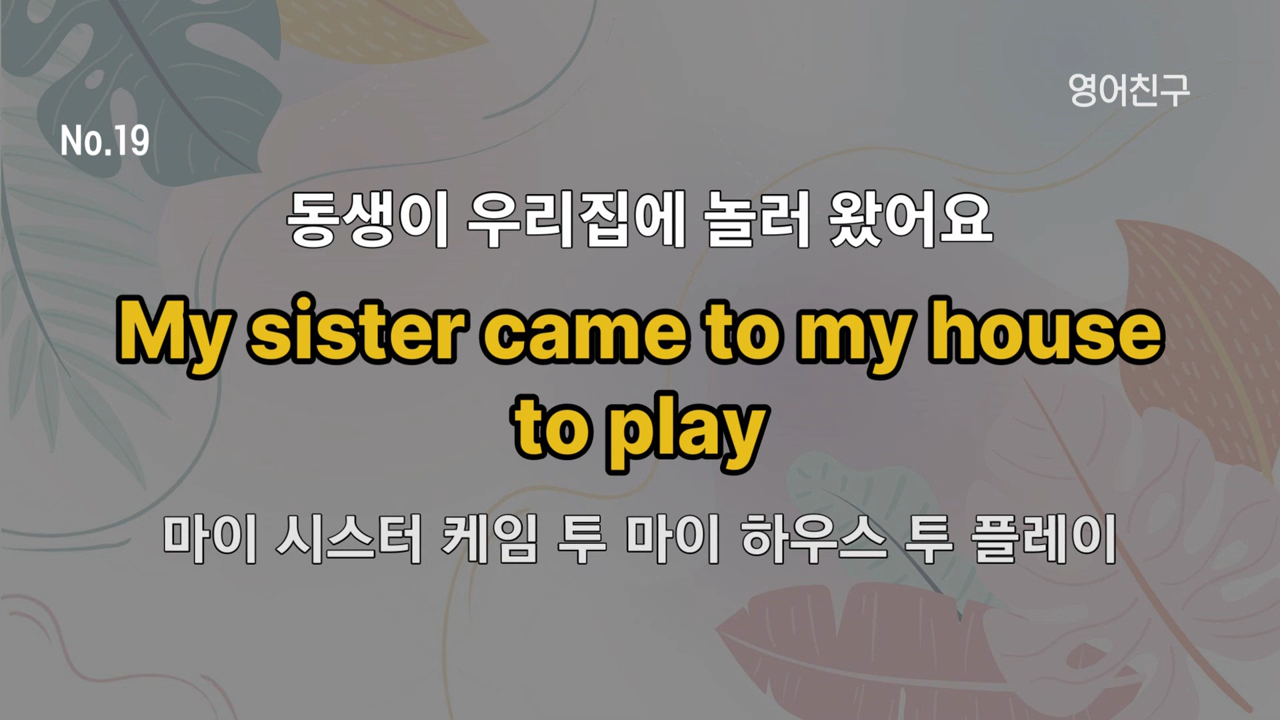 영어친구
No.19
동생이 우리집에 놀러 왔어요
My sister came to my house
to play
마이 시스터 케임 투 마이 하우스 투 플레이